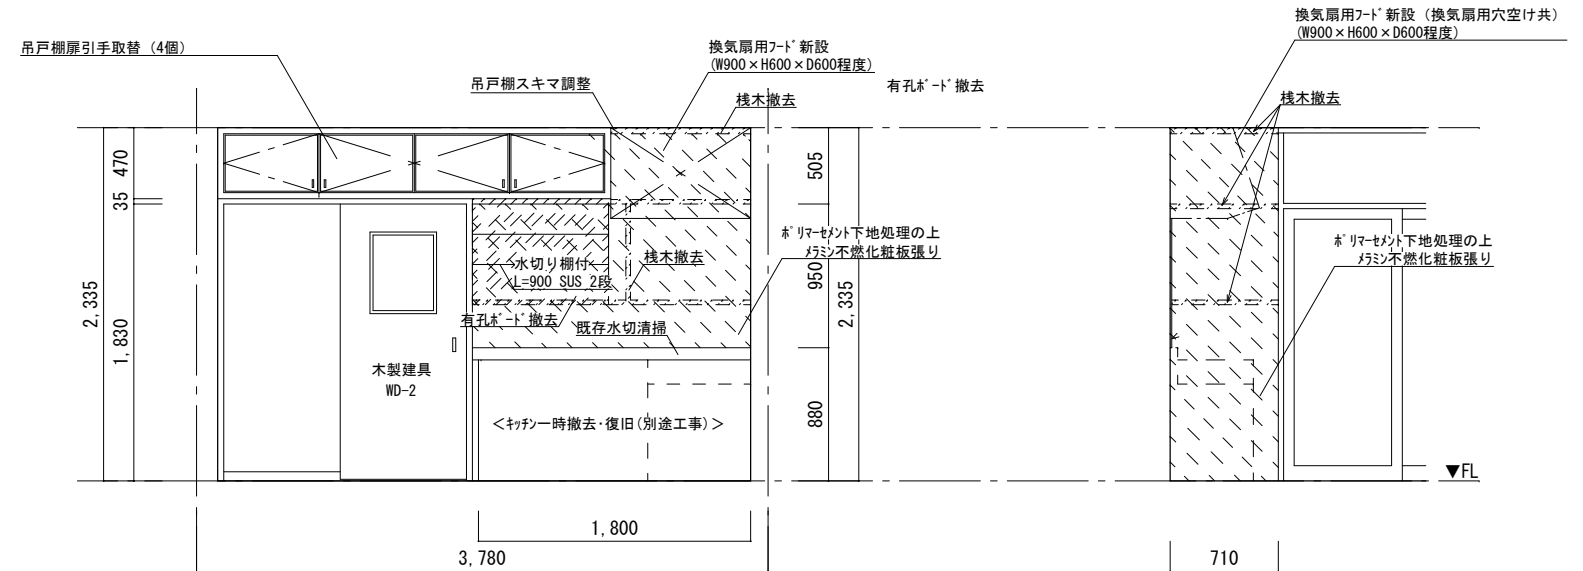 換気扇用ﾌｰﾄﾞ新設（換気扇用穴空け共）
(W900×H600×D600程度)
吊戸棚扉引手取替（4個）
換気扇用ﾌｰﾄﾞ新設
(W900×H600×D600程度)
吊戸棚スキマ調整
有孔ﾎﾞｰﾄﾞ撤去
桟木撤去
桟木撤去
470
35
1,830
2,335
505
950
880
2,335
ﾎﾟﾘﾏｰｾﾒﾝﾄ下地処理の上
ﾒﾗﾐﾝ不燃化粧板張り
ﾎﾟﾘﾏｰｾﾒﾝﾄ下地処理の上
ﾒﾗﾐﾝ不燃化粧板張り
水切り棚付
L=900 SUS 2段
桟木撤去
有孔ﾎﾞｰﾄﾞ撤去
既存水切清掃
木製建具
WD-2
＜ｷｯﾁﾝ一時撤去･復旧(別途工事)＞
▼FL
1,800
3,780
710